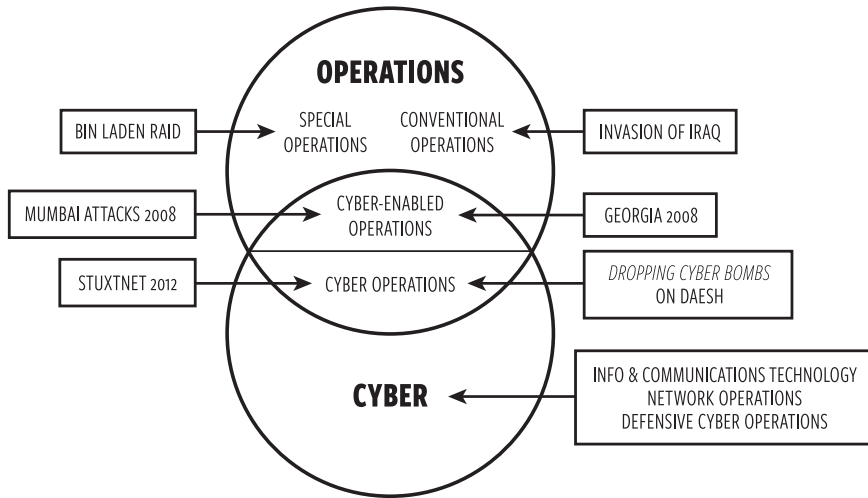 OPERATIONS
BIN LADEN RAID
SPECIAL
OPERATIONS
CONVENTIONAL
OPERATIONS
INVASION OF IRAQ
MUMBAI ATTACKS 2008
CYBER-ENABLED
OPERATIONS
GEORGIA 2008
STUXTNET 2012
CYBER OPERATIONS
DROPPING CYBER BOMBS
ON DAESH
CYBER
INFO & COMMUNICATIONS TECHNOLOGY
NETWORK OPERATIONS
DEFENSIVE CYBER OPERATIONS